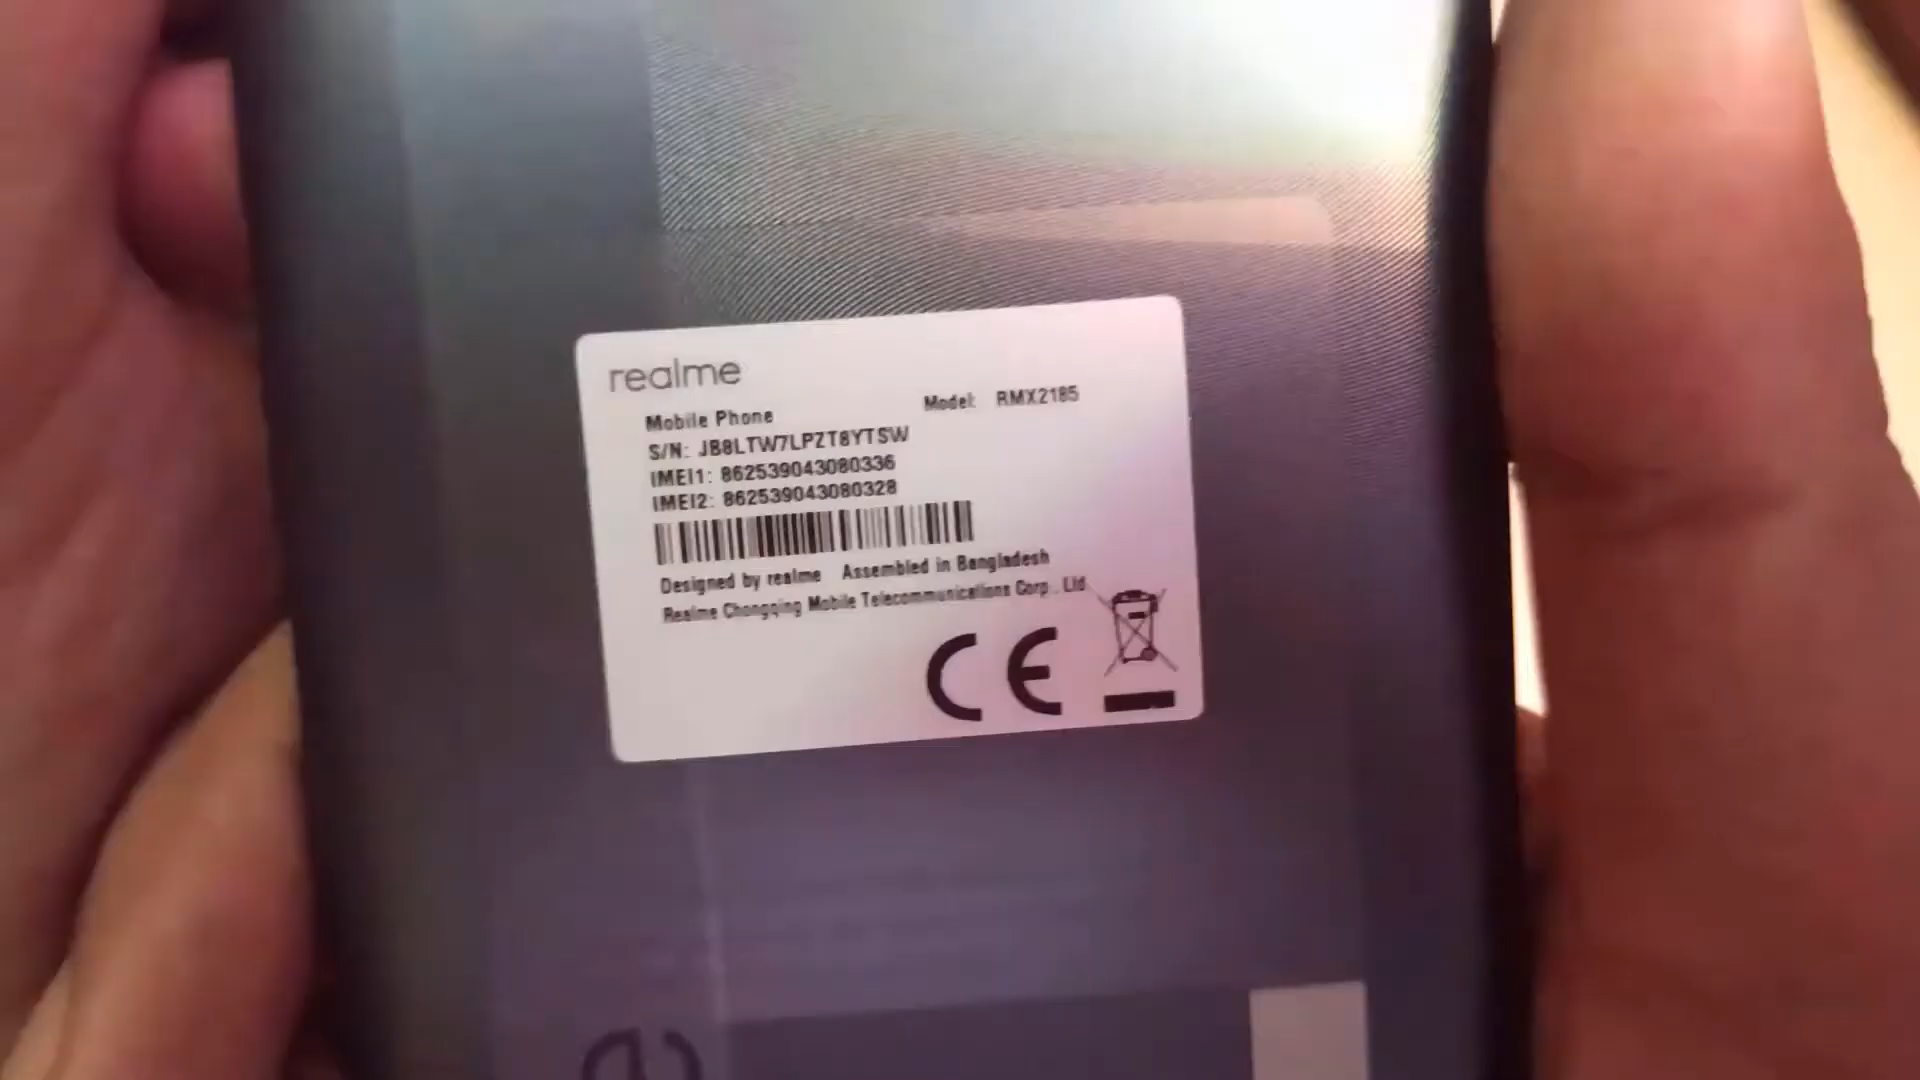 realme
Mobile Phone Model: RMX2185
S/N: JB8LTW7LPZT8YTSW
IMEI1: 862539043080336
IMEI2: 862539043080328
Designed by realme Assembled in Bangladesh
Realme Chongqing Mobile Telecommunications Corp., Ltd
CE